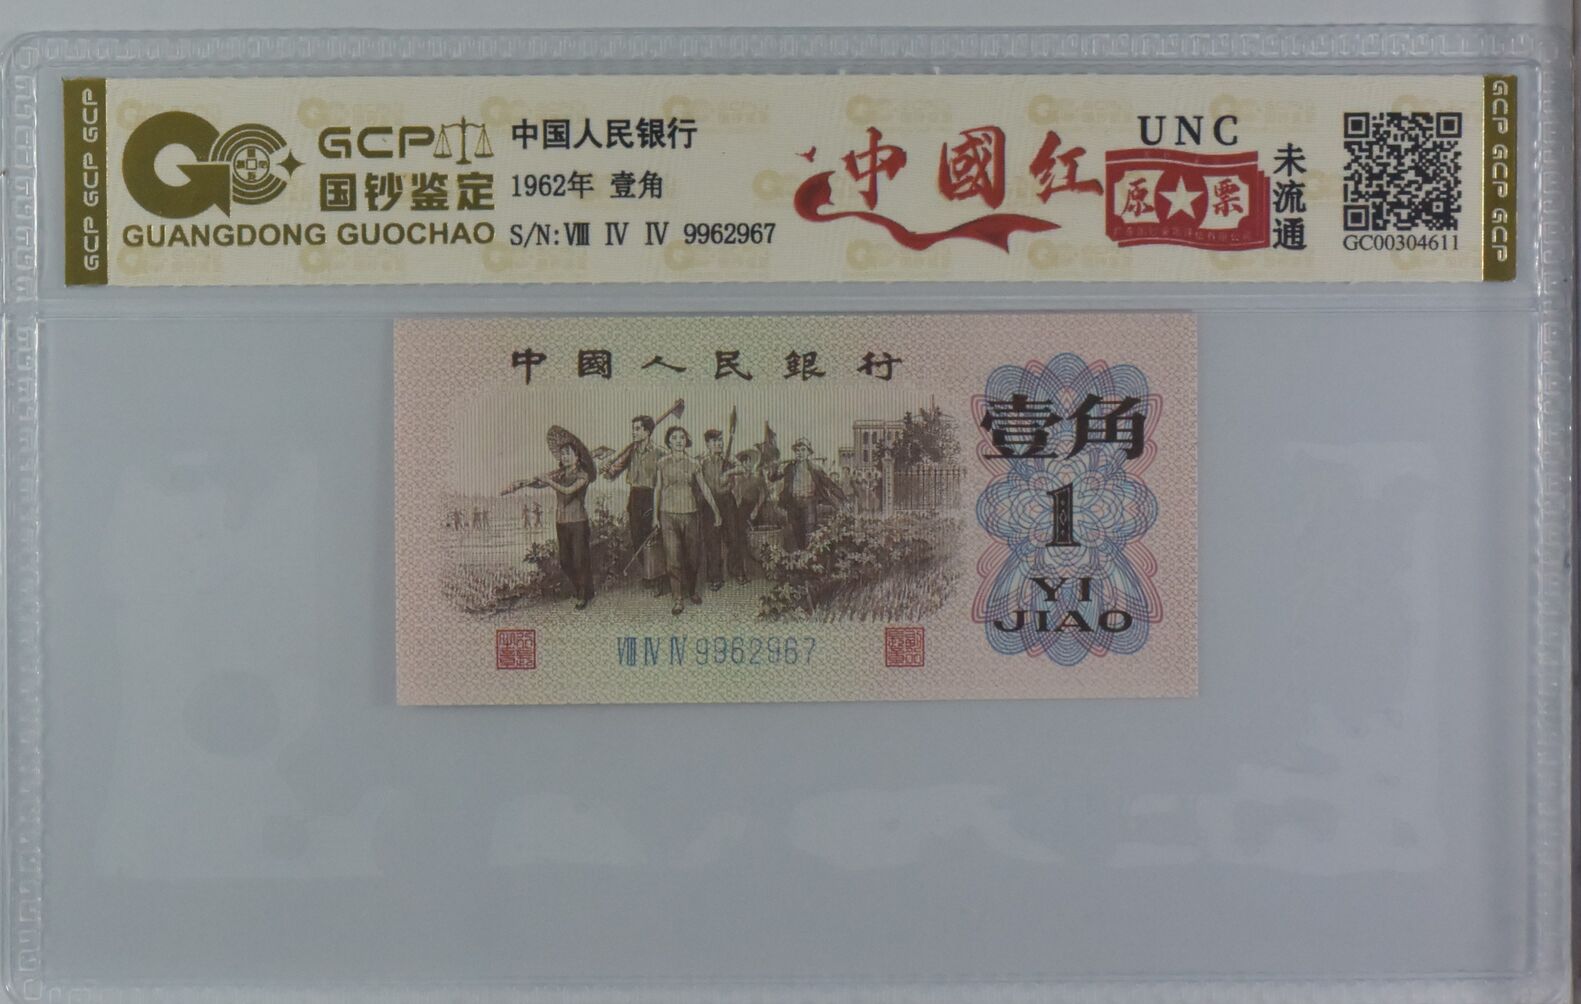 GCP GCP GCP
GCP
国钞鉴定
GUANGDONG GUOCHAO
中国人民银行
1962年 壹角
S/N:Ⅷ Ⅳ Ⅳ 9962967
中國红
原★票
UNC
未流通
GC00304611
GCP GCP GCP
中國人民銀行
壹角
1
YI
JIAO
Ⅷ Ⅳ Ⅳ 9962967